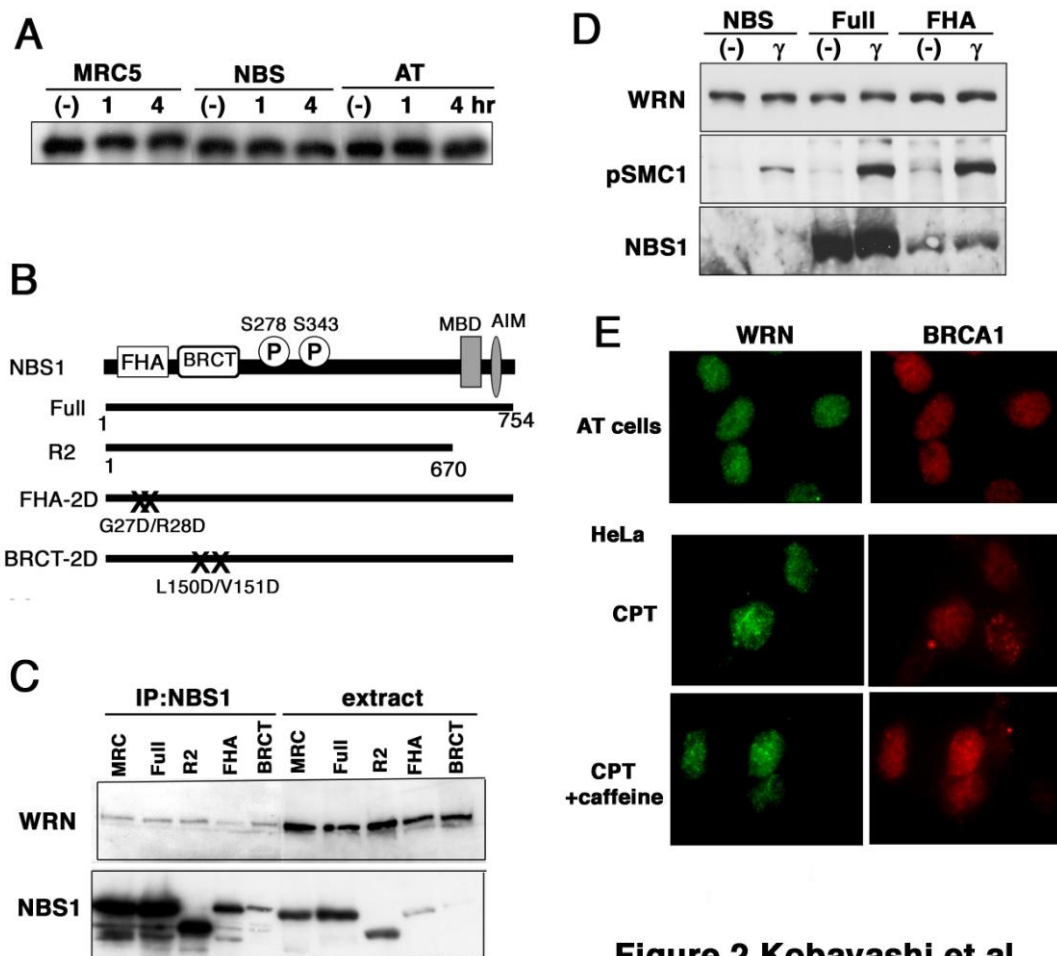 A
MRC5 NBS AT
(-) 1 4 (-) 1 4 (-) 1 4 hr
B
S278 S343 MBD AIM
NBS1 FHA BRCT P P
Full
1 754
R2
1 670
FHA-2D
XX
G27D/R28D
BRCT-2D
XX
L150D/V151D
C
IP:NBS1 extract
MRC Full R2 FHA BRCT MRC Full R2 FHA BRCT
WRN
NBS1
D
NBS Full FHA
(-) γ (-) γ (-) γ
WRN
pSMC1
NBS1
E
WRN BRCA1
AT cells
HeLa
CPT
CPT
+caffeine
Figure 2 Kobayashi et al